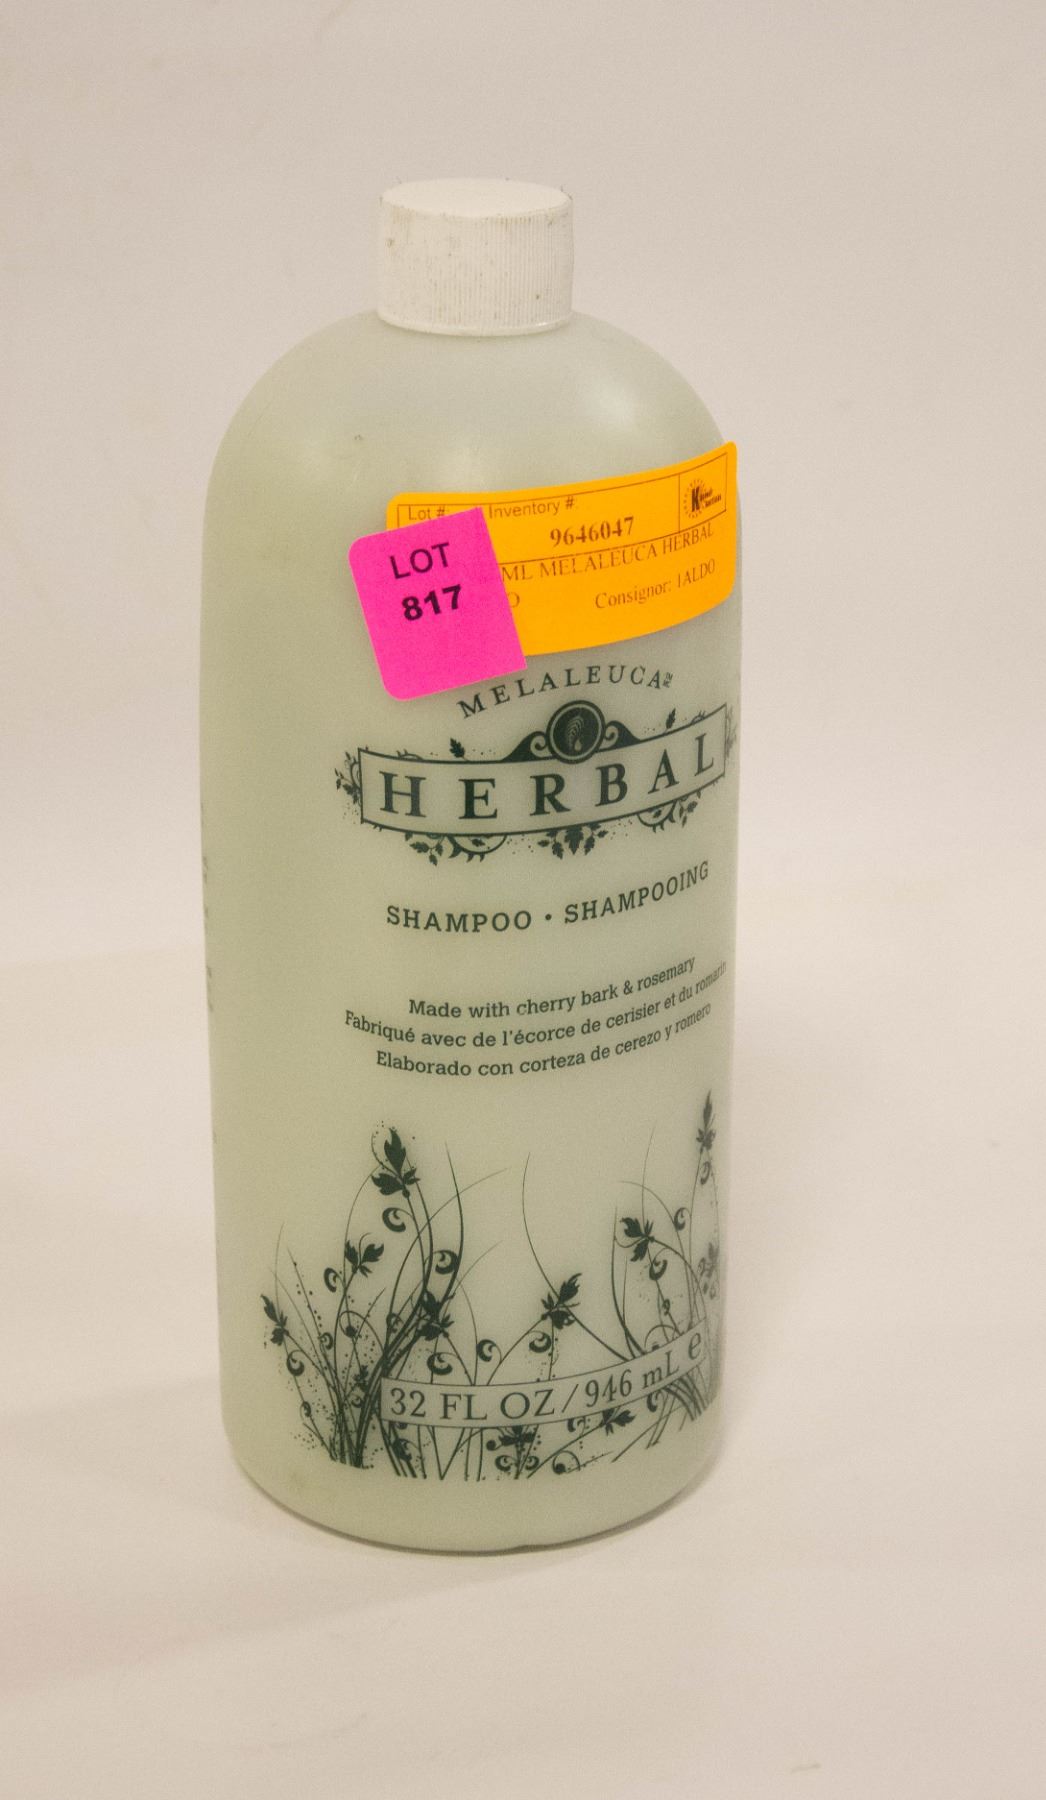 Lot #: Inventory #:
9646047
ML MELALEUCA HERBAL
Consignor: 1ALDO
LOT
817
MELALEUCA
HERBAL
SHAMPOO • SHAMPOOING
Made with cherry bark & rosemary
Fabriqué avec de l'écorce de cerisier et du romarin
Elaborado con corteza de cerezo y romero
32 FL OZ / 946 mL e